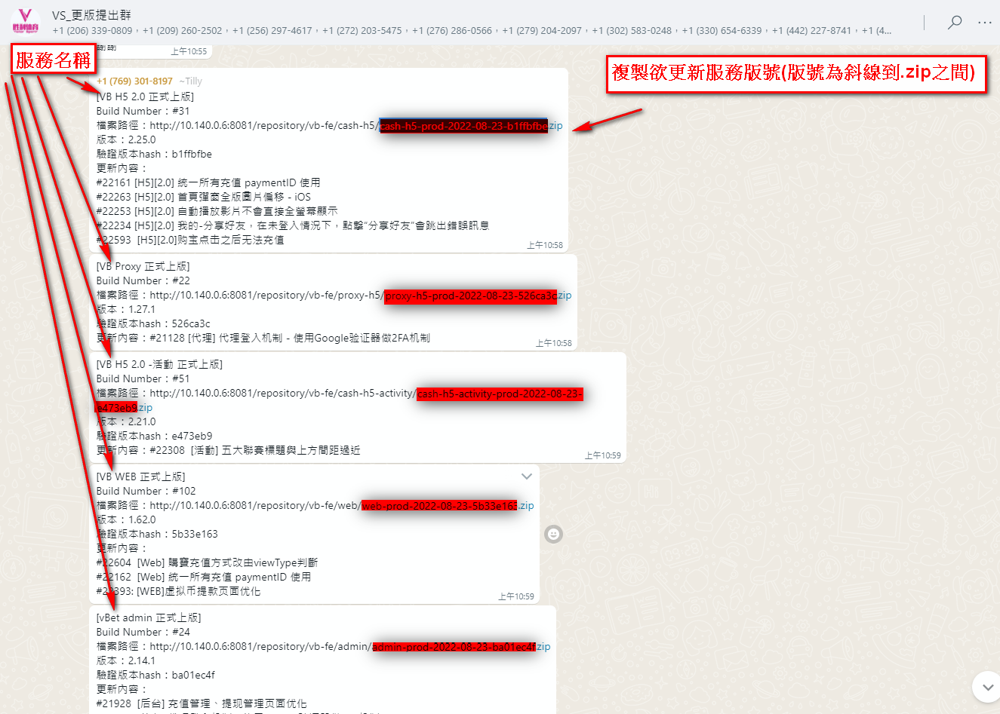 VS_更版提出群
+1 (206) 339-0809，+1 (209) 260-2502，+1 (256) 297-4617，+1 (272) 203-5475，+1 (276) 286-0566，+1 (279) 204-2097，+1 (302) 583-0248，+1 (330) 654-6339，+1 (442) 227-8741，+1 (4...
謝謝
上午10:55
服務名稱
複製欲更新服務版號(版號為斜線到.zip之間)
+1 (769) 301-8197 ~Tilly
[VB H5 2.0 正式上版]
Build Number：#31
檔案路徑：http://10.140.0.6:8081/repository/vb-fe/cash-h5/cash-h5-prod-2022-08-23-b1ffbfbe.zip
版本：2.25.0
驗證版本hash：b1ffbfbe
更新內容：
#22161 [H5][2.0] 統一所有充值 paymentID 使用
#22263 [H5][2.0] 首頁彈窗全版圖片偏移 - iOS
#22253 [H5][2.0] 自動播放影片不會直接全螢幕顯示
#22234 [H5][2.0] 我的-分享好友，在未登入情況下，點擊"分享好友"會跳出錯誤訊息
#22593 [H5][2.0]购宝点击之后无法充值
上午10:58
[VB Proxy 正式上版]
Build Number：#22
檔案路徑：http://10.140.0.6:8081/repository/vb-fe/proxy-h5/proxy-h5-prod-2022-08-23-526ca3c.zip
版本：1.27.1
驗證版本hash：526ca3c
更新內容：#21128 [代理] 代理登入机制 - 使用Google验证器做2FA机制
上午10:58
[VB H5 2.0 -活動 正式上版]
Build Number：#51
檔案路徑：http://10.140.0.6:8081/repository/vb-fe/cash-h5-activity/cash-h5-activity-prod-2022-08-23-
e473eb9.zip
版本：2.21.0
驗證版本hash：e473eb9
更新內容：#22308 [活動] 五大聯賽標題與上方間距過近
上午10:59
[VB WEB 正式上版]
Build Number：#102
檔案路徑：http://10.140.0.6:8081/repository/vb-fe/web/web-prod-2022-08-23-5b33e163.zip
版本：1.62.0
驗證版本hash：5b33e163
更新內容：
#22604 [Web] 購寶充值方式改由viewType判斷
#22162 [Web] 統一所有充值 paymentID 使用
#22393: [WEB]虚拟币提款页面优化
上午10:59
[vBet admin 正式上版]
Build Number：#24
檔案路徑：http://10.140.0.6:8081/repository/vb-fe/admin/admin-prod-2022-08-23-ba01ec4f.zip
版本：2.14.1
驗證版本hash：ba01ec4f
更新內容：
#21928 [后台] 充值管理、提现管理页面优化